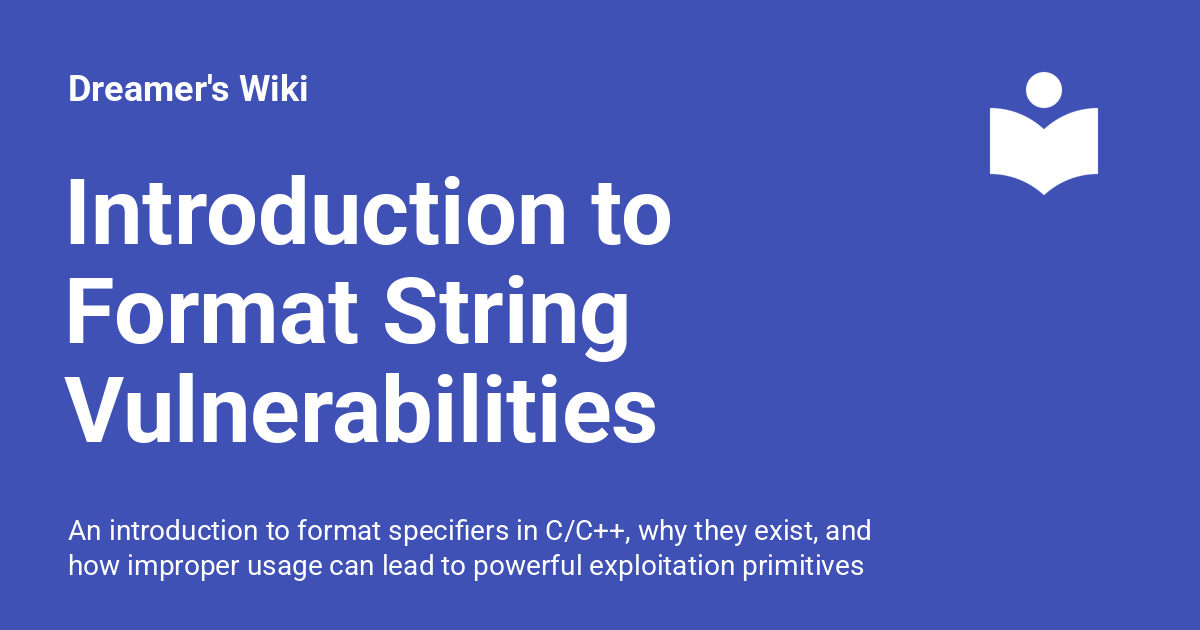 Dreamer's Wiki
Introduction to
Format String
Vulnerabilities
An introduction to format specifiers in C/C++, why they exist, and
how improper usage can lead to powerful exploitation primitives